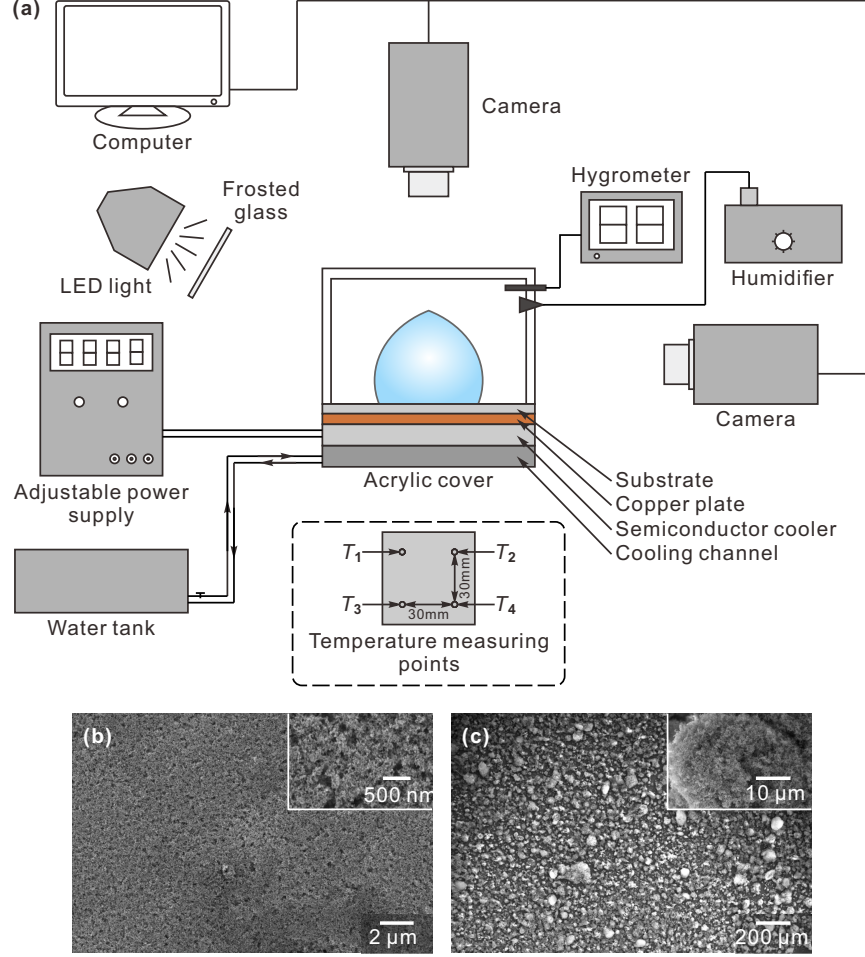 (a)
Computer
Camera
Hygrometer
Frosted
glass
LED light
Humidifier
Camera
Acrylic cover
Substrate
Copper plate
Semiconductor cooler
Cooling channel
Adjustable power
supply
Water tank
T1
T2
30mm
T3
30mm
T4
Temperature measuring
points
(b)
500 nm
2 µm
(c)
10 µm
200 µm